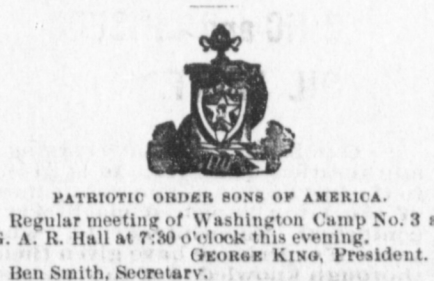 PATRIOTIC ORDER SONS OF AMERICA.
Regular meeting of Washington Camp No. 3 a
G. A. R. Hall at 7:30 o'clock this evening.
GEORGE KING, President.
Ben Smith, Secretary.